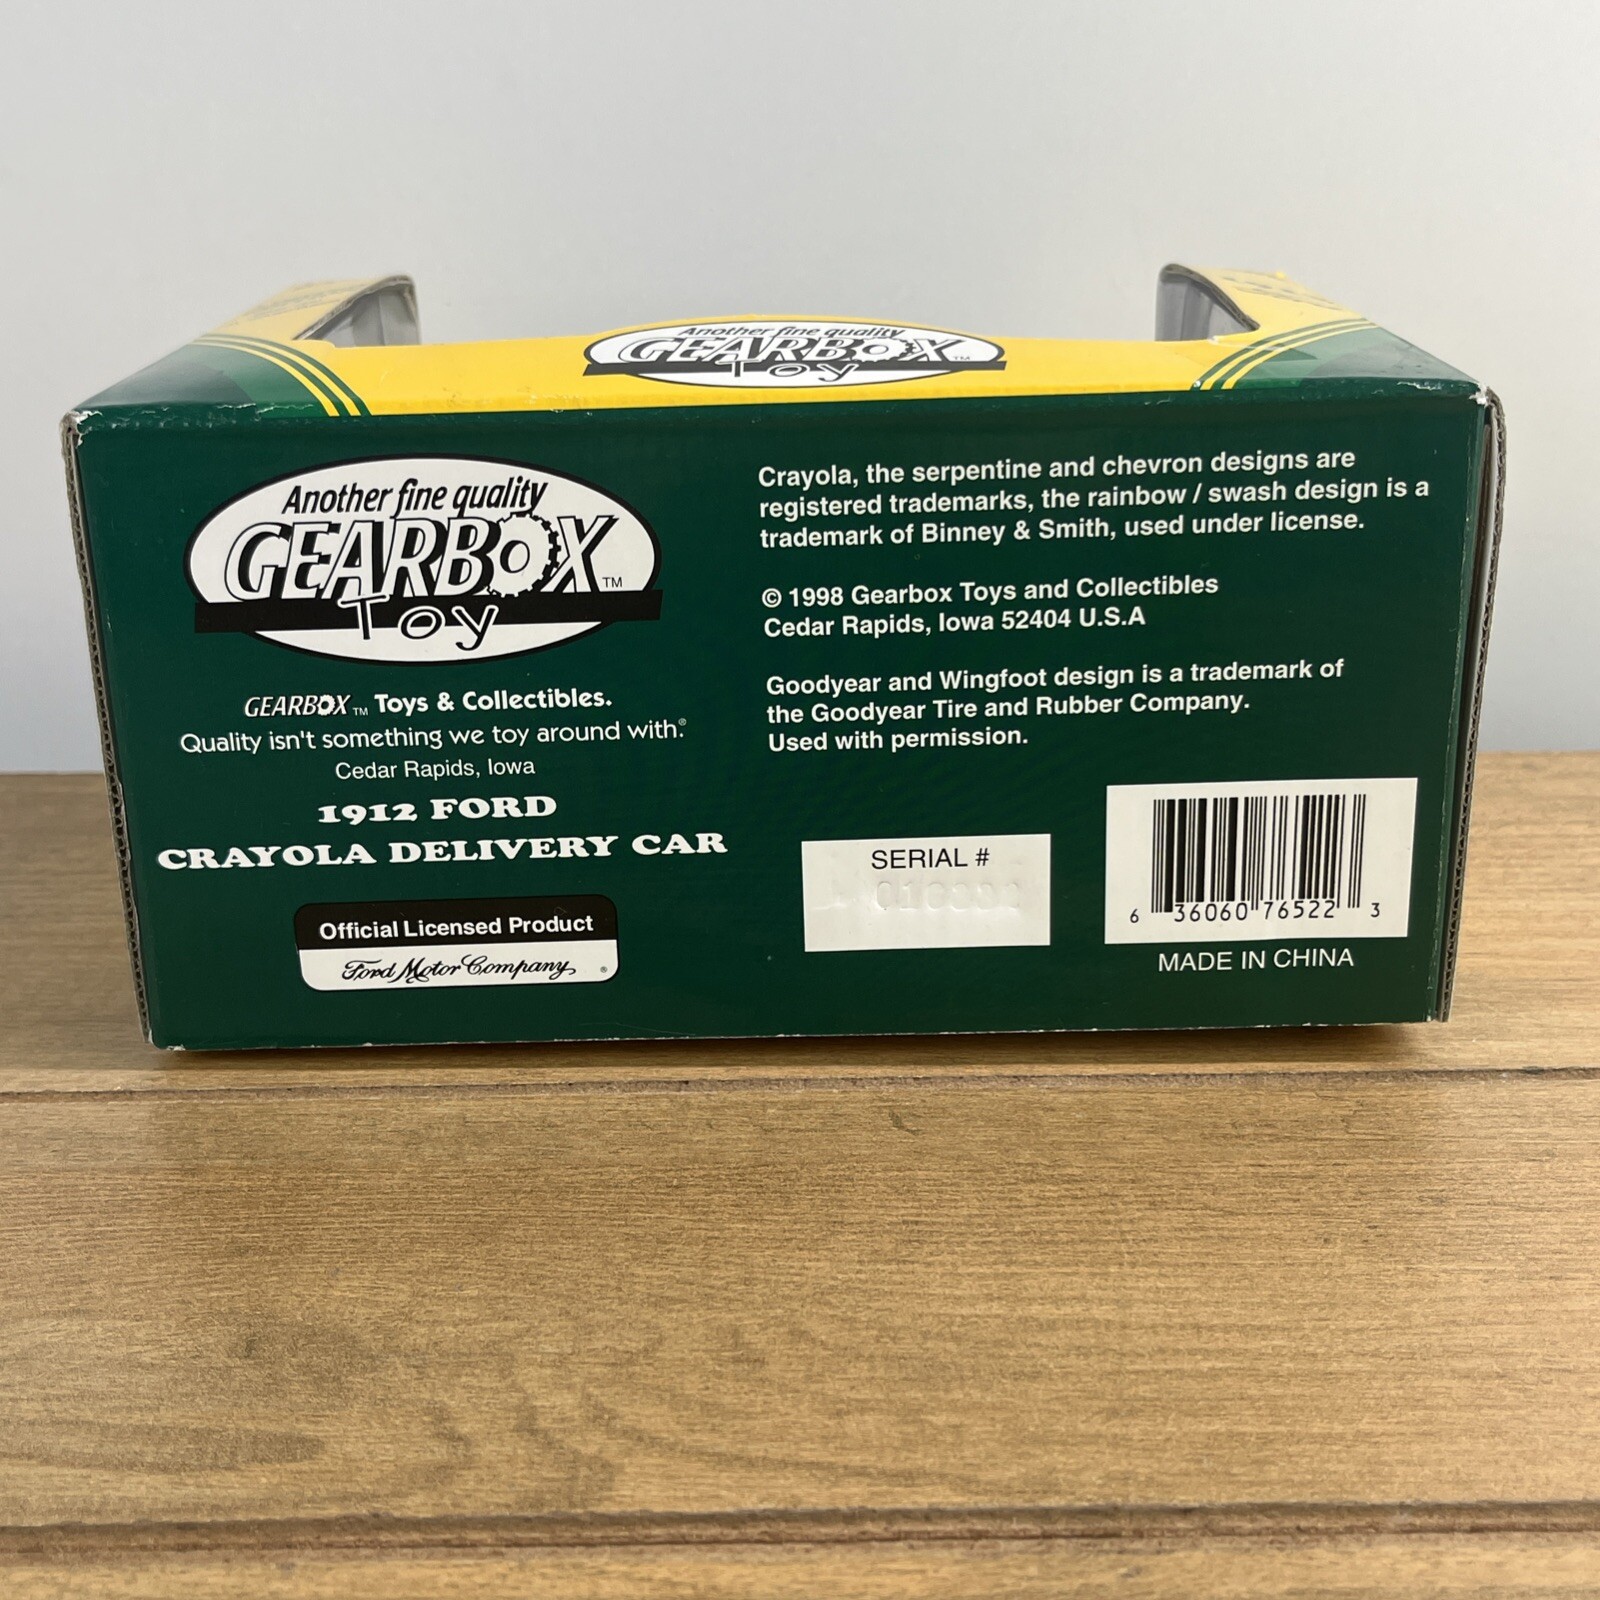 Another fine quality
GEARBOX TM
Toy
Another fine quality
GEARBOX TM
Toy
GEARBOX TM Toys & Collectibles.
Quality isn't something we toy around with.®
Cedar Rapids, Iowa
1912 FORD
CRAYOLA DELIVERY CAR
Official Licensed Product
Ford Motor Company ®
Crayola, the serpentine and chevron designs are
registered trademarks, the rainbow / swash design is a
trademark of Binney & Smith, used under license.
© 1998 Gearbox Toys and Collectibles
Cedar Rapids, Iowa 52404 U.S.A
Goodyear and Wingfoot design is a trademark of
the Goodyear Tire and Rubber Company.
Used with permission.
SERIAL #
6 36060 76522 3
MADE IN CHINA